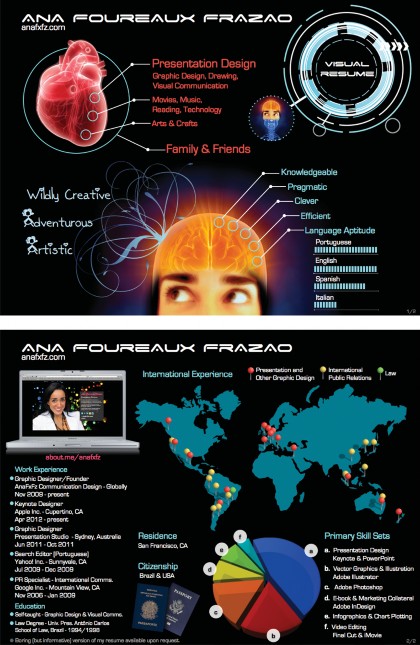 ANA FOUREAUX FRAZAO
anafxfz.com
VISUAL
RESUME
Presentation Design
Graphic Design, Drawing,
Visual Communication
Movies, Music,
Reading, Technology
Arts & Crafts
Family & Friends
Wildly Creative
Adventurous
Artistic
Knowledgeable
Pragmatic
Clever
Efficient
Language Aptitude
Portuguese
English
Spanish
Italian
1/2
ANA FOUREAUX FRAZAO
anafxfz.com
International Experience
Presentation and
Other Graphic Design
International
Public Relations
Law
about.me/anafxfz
Work Experience
Graphic Designer/Founder
AnaFxFz Communication Design - Globally
Nov 2009 - present
Keynote Designer
Apple Inc. - Cupertino, CA
Apr 2012 - present
Graphic Designer
Presentation Studio - Sydney, Australia
Jun 2011 - Oct 2011
Search Editor (Portuguese)
Yahoo! Inc. - Sunnyvale, CA
Jul 2009 - Dec 2009
PR Specialist - International Comms.
Google Inc. - Mountain View, CA
Nov 2006 - Jan 2009
Education
Self-taught - Graphic Design & Visual Comms.
Law Degree - Univ. Pres. Antônio Carlos
School of Law, Brazil - 1994/1998
* Boring (but informative) version of my resume available upon request.
Residence
San Francisco, CA
Citizenship
Brazil & USA
PASSPORT
a
b
c
d
e
f
Primary Skill Sets
a. Presentation Design
Keynote & PowerPoint
b. Vector Graphics & Illustration
Adobe Illustrator
c. Adobe Photoshop
d. Ebook & Marketing Collateral
Adobe InDesign
e. Infographics & Chart Plotting
f. Video Editing
Final Cut & iMovie
2/2